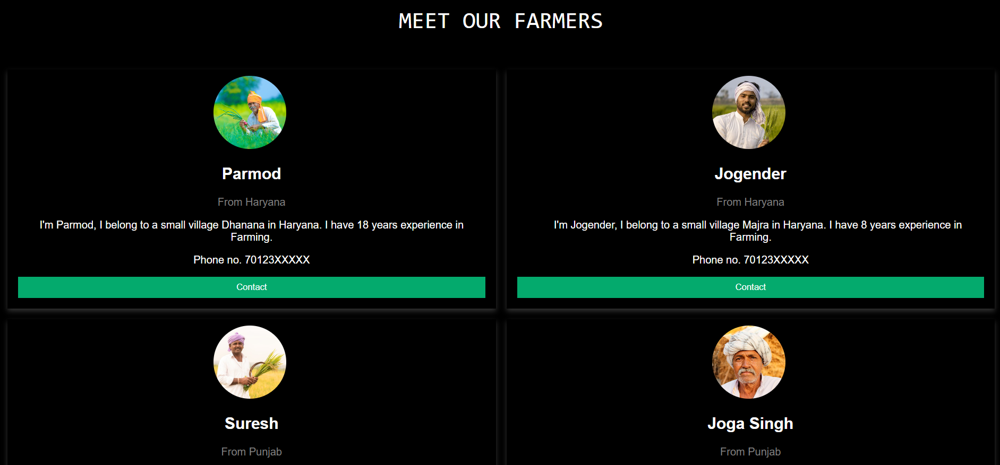 MEET OUR FARMERS
Parmod
From Haryana
I'm Parmod, I belong to a small village Dhanana in Haryana. I have 18 years experience in
Farming.
Phone no. 70123XXXXX
Contact
Jogender
From Haryana
I'm Jogender, I belong to a small village Majra in Haryana. I have 8 years experience in
Farming.
Phone no. 70123XXXXX
Contact
Suresh
From Punjab
Joga Singh
From Punjab